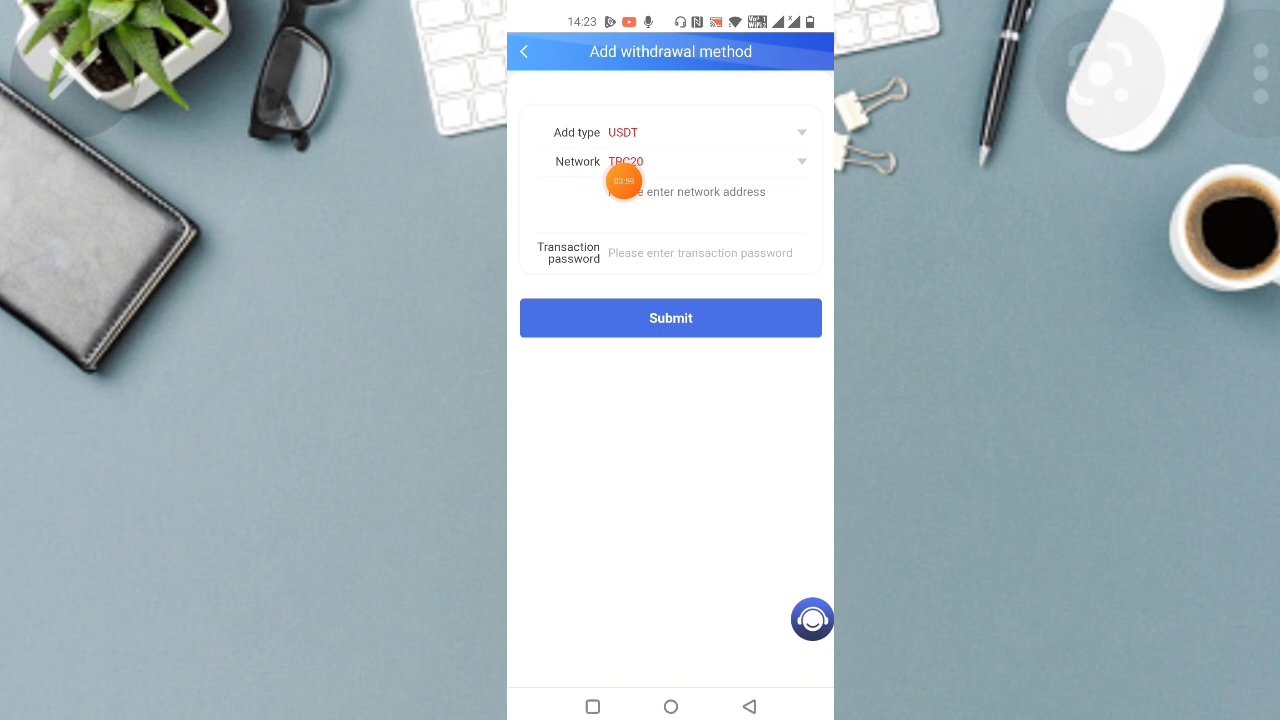 14:23
Add withdrawal method
Add type USDT
Network TRC20
03:59
enter network address
Transaction password
Please enter transaction password
Submit